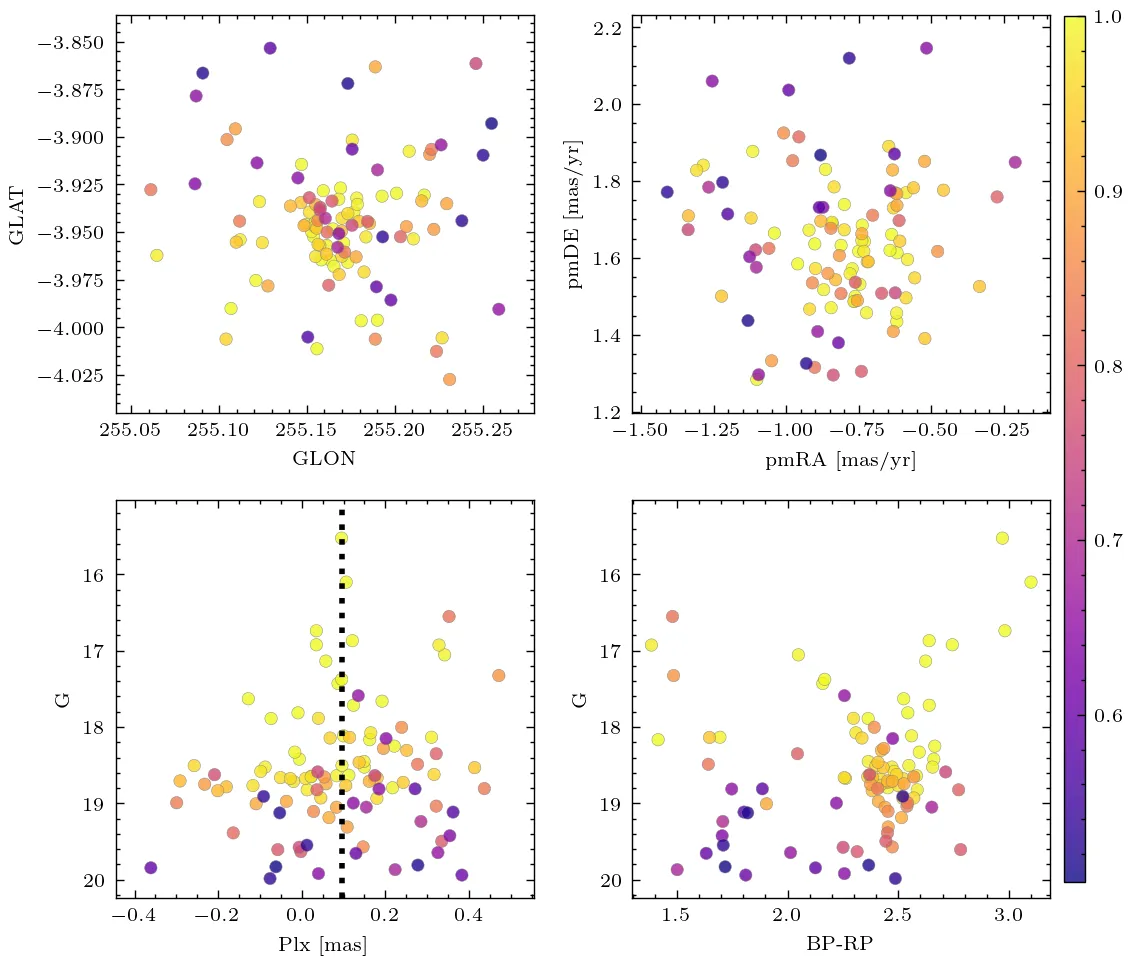 −3.850
−3.875
−3.900
−3.925
−3.950
−3.975
−4.000
−4.025
GLAT
255.05 255.10 255.15 255.20 255.25
GLON
2.2
2.0
1.8
1.6
1.4
1.2
pmDE [mas/yr]
−1.50 −1.25 −1.00 −0.75 −0.50 −0.25
pmRA [mas/yr]
1.0
0.9
0.8
0.7
0.6
16
17
18
19
20
G
−0.4 −0.2 0.0 0.2 0.4
Plx [mas]
16
17
18
19
20
G
1.5 2.0 2.5 3.0
BP-RP